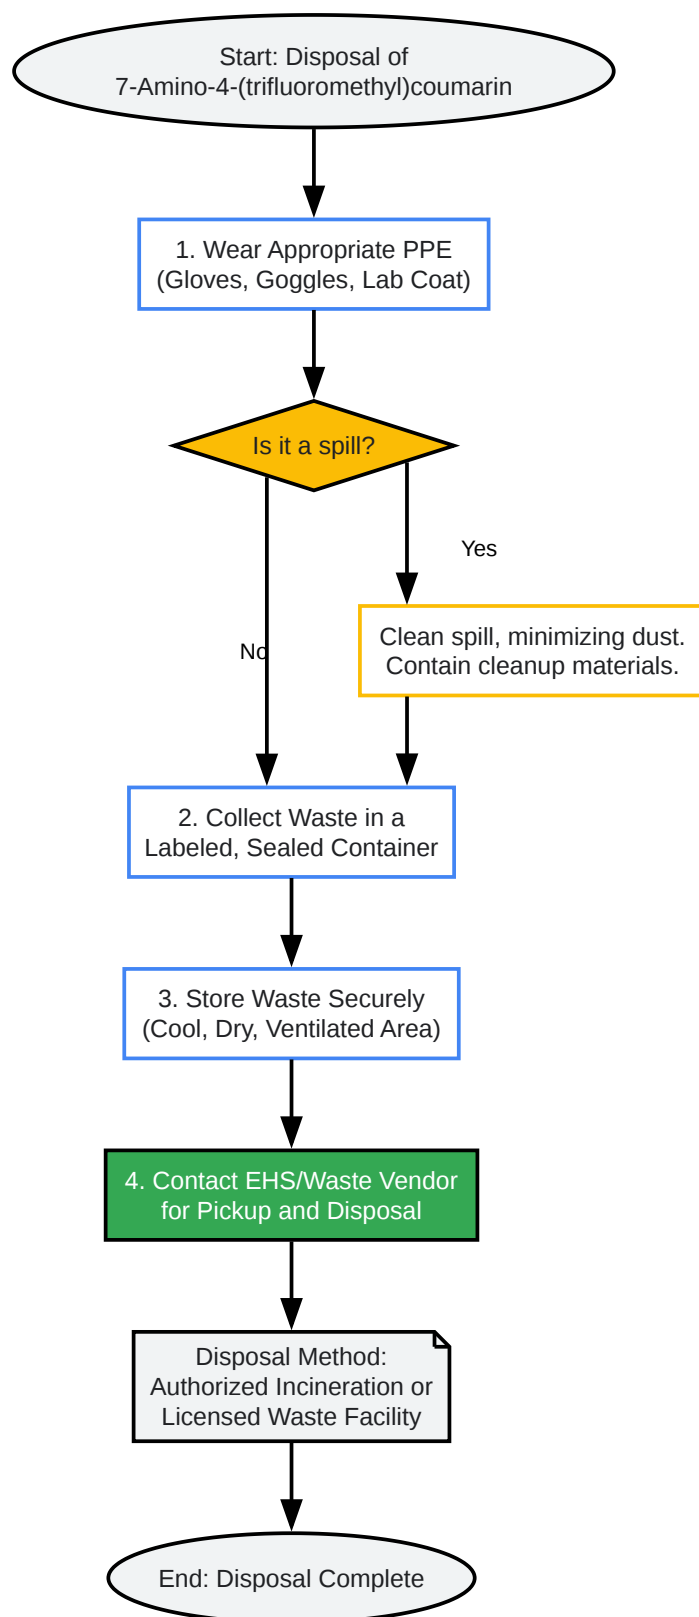 Start: Disposal of
7-Amino-4-(trifluoromethyl)coumarin
1. Wear Appropriate PPE
(Gloves, Goggles, Lab Coat)
Is it a spill?
Yes
Clean spill, minimizing dust.
Contain cleanup materials.
No
2. Collect Waste in a
Labeled, Sealed Container
3. Store Waste Securely
(Cool, Dry, Ventilated Area)
4. Contact EHS/Waste Vendor
for Pickup and Disposal
Disposal Method:
Authorized Incineration or
Licensed Waste Facility
End: Disposal Complete